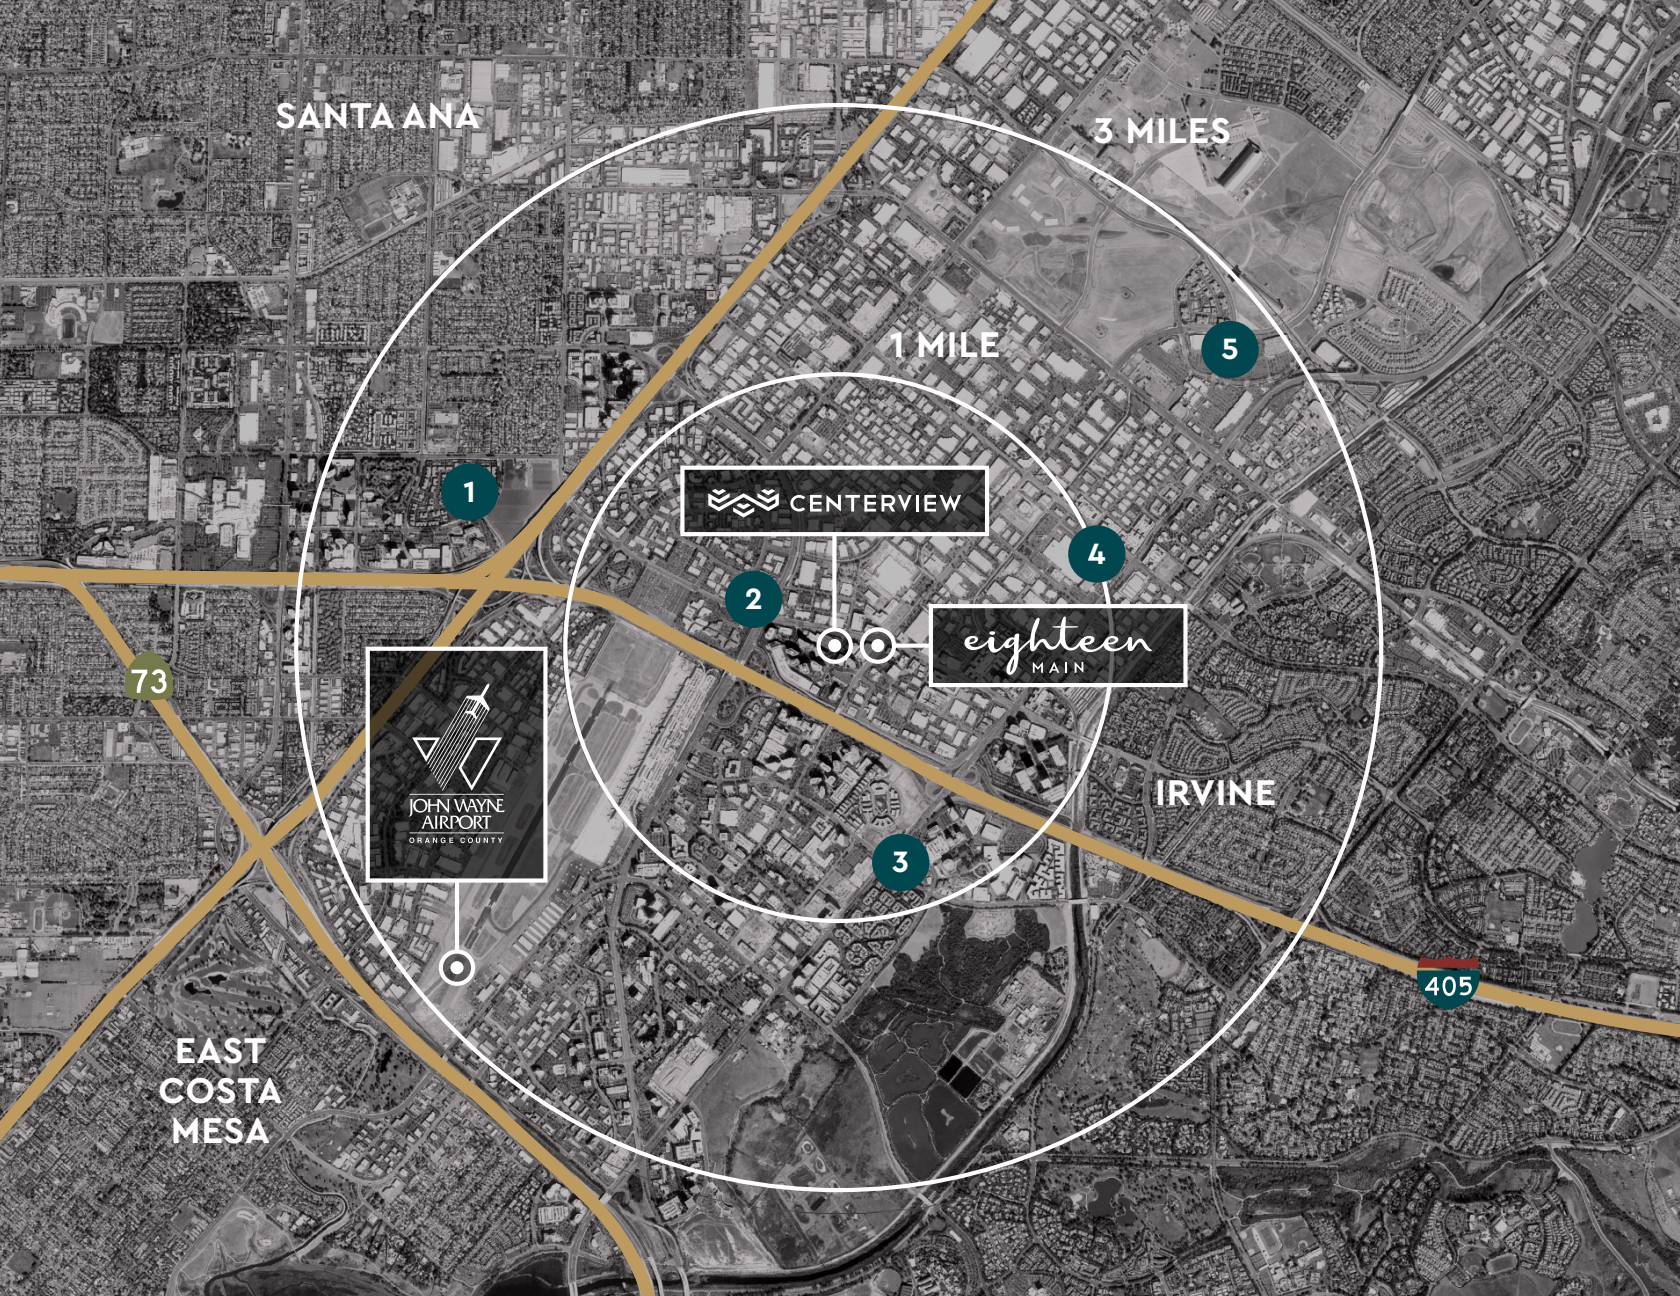 SANTA ANA
3 MILES
1 MILE
5
1
CENTERVIEW
4
2
eighteen
MAIN
73
JOHN WAYNE
AIRPORT
ORANGE COUNTY
IRVINE
3
405
EAST
COSTA
MESA